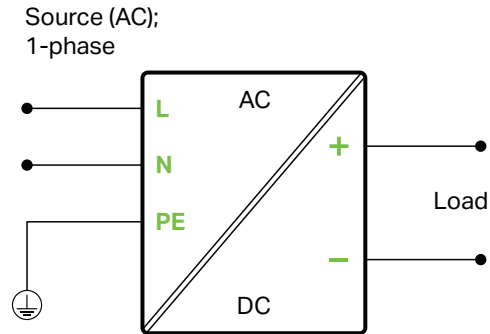 Source (AC);
1-phase
L
AC
N
+
PE
Load
−
DC